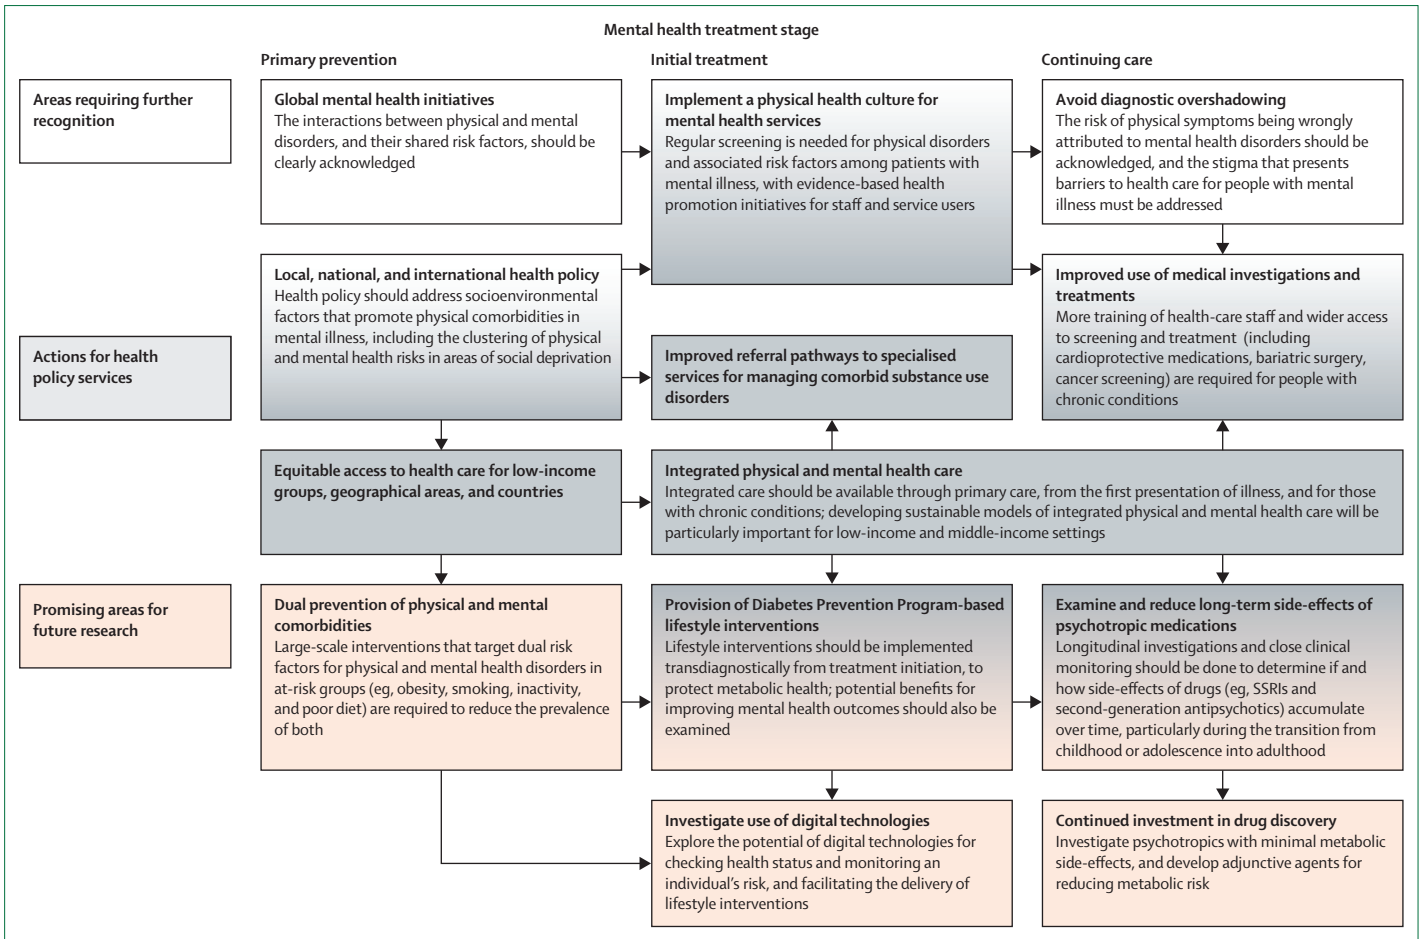 Mental health treatment stage
Primary prevention
Initial treatment
Continuing care
Areas requiring further
recognition
Global mental health initiatives
The interactions between physical and mental
disorders, and their shared risk factors, should be
clearly acknowledged
Implement a physical health culture for
mental health services
Regular screening is needed for physical disorders
and associated risk factors among patients with
mental illness, with evidence-based health
promotion initiatives for staff and service users
Avoid diagnostic overshadowing
The risk of physical symptoms being wrongly
attributed to mental health disorders should be
acknowledged, and the stigma that presents
barriers to health care for people with mental
illness must be addressed
Local, national, and international health policy
Health policy should address socioenvironmental
factors that promote physical comorbidities in
mental illness, including the clustering of physical
and mental health risks in areas of social deprivation
Improved use of medical investigations and
treatments
More training of health-care staff and wider access
to screening and treatment (including
cardioprotective medications, bariatric surgery,
cancer screening) are required for people with
chronic conditions
Actions for health
policy services
Improved referral pathways to specialised
services for managing comorbid substance use
disorders
Equitable access to health care for low-income
groups, geographical areas, and countries
Integrated physical and mental health care
Integrated care should be available through primary care, from the first presentation of illness, and for those
with chronic conditions; developing sustainable models of integrated physical and mental health care will be
particularly important for low-income and middle-income settings
Promising areas for
future research
Dual prevention of physical and mental
comorbidities
Large-scale interventions that target dual risk
factors for physical and mental health disorders in
at-risk groups (eg, obesity, smoking, inactivity,
and poor diet) are required to reduce the prevalence
of both
Provision of Diabetes Prevention Program-based
lifestyle interventions
Lifestyle interventions should be implemented
transdiagnostically from treatment initiation, to
protect metabolic health; potential benefits for
improving mental health outcomes should also be
examined
Examine and reduce long-term side-effects of
psychotropic medications
Longitudinal investigations and close clinical
monitoring should be done to determine if and
how side-effects of drugs (eg, SSRIs and
second-generation antipsychotics) accumulate
over time, particularly during the transition from
childhood or adolescence into adulthood
Investigate use of digital technologies
Explore the potential of digital technologies for
checking health status and monitoring an
individual's risk, and facilitating the delivery of
lifestyle interventions
Continued investment in drug discovery
Investigate psychotropics with minimal metabolic
side-effects, and develop adjunctive agents for
reducing metabolic risk